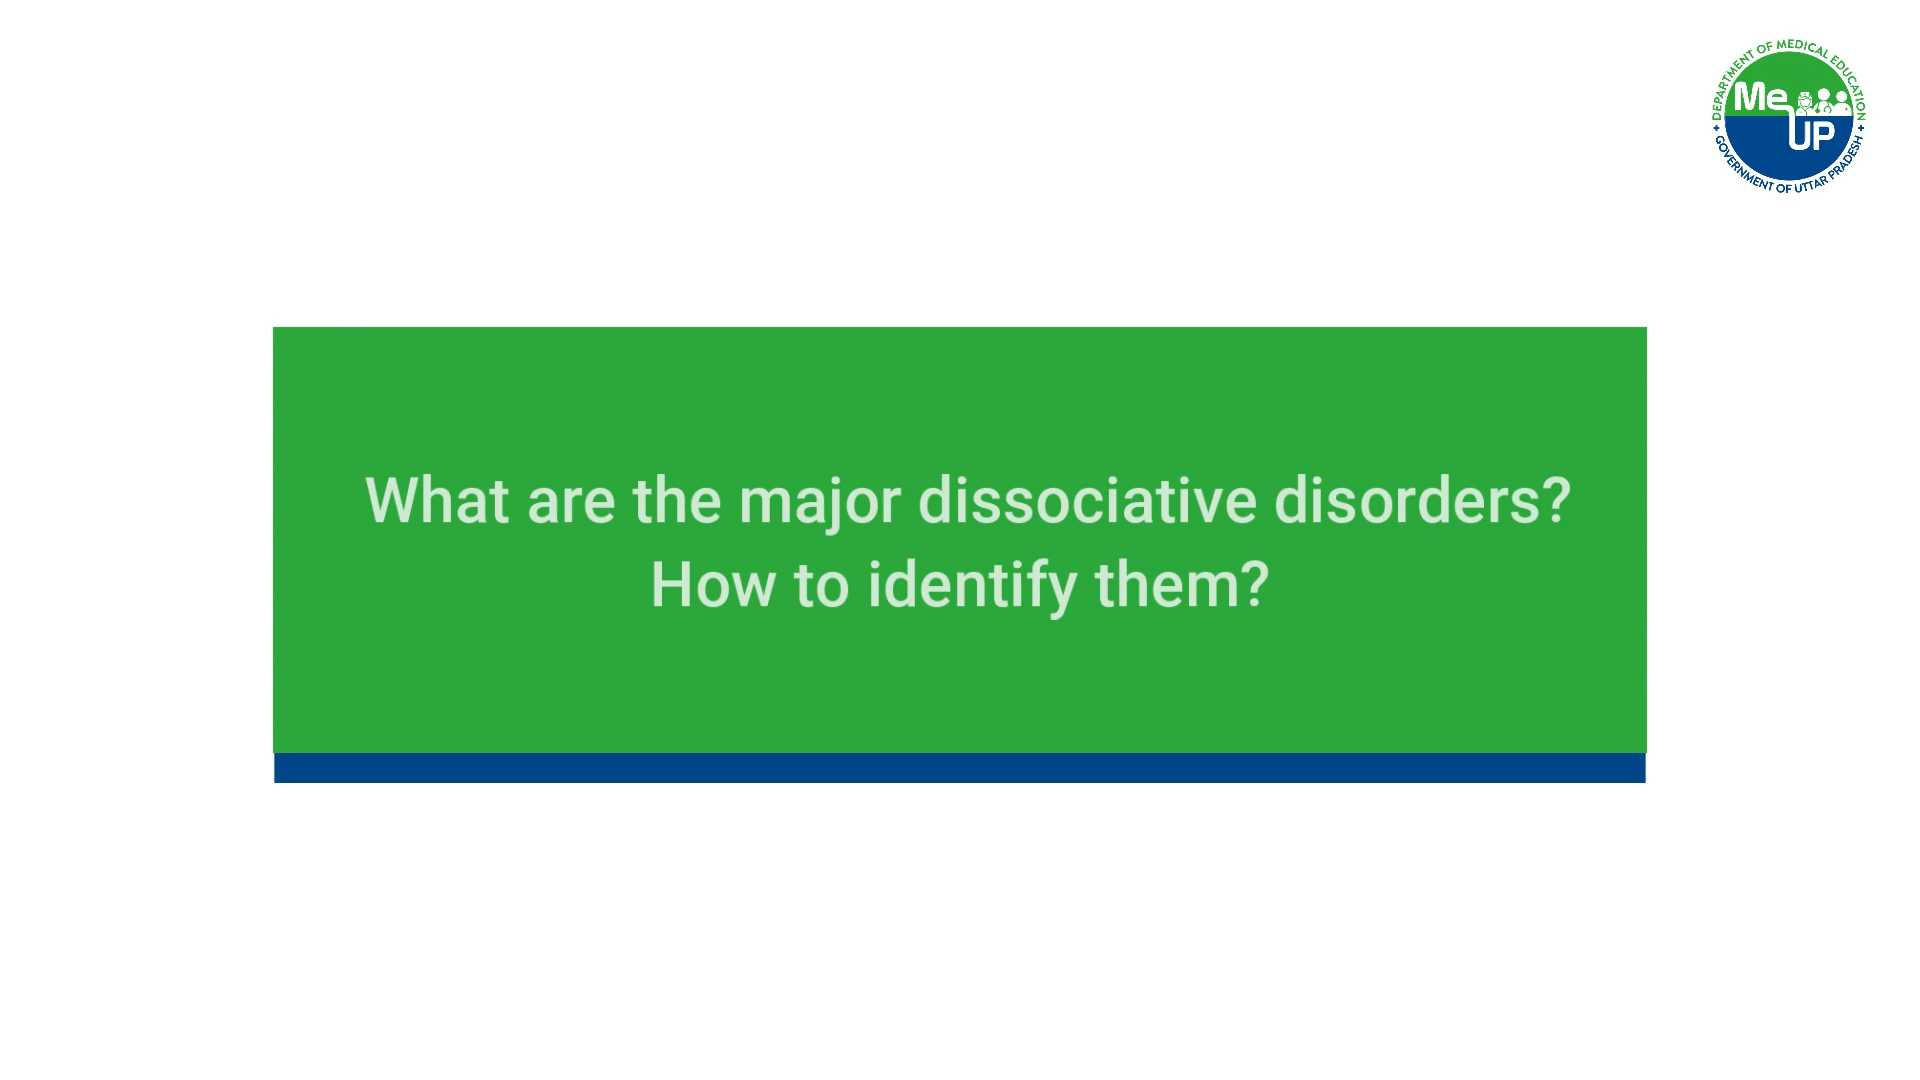 DEPARTMENT OF MEDICAL EDUCATION
Me
UP
GOVERNMENT OF UTTAR PRADESH
What are the major dissociative disorders?
How to identify them?